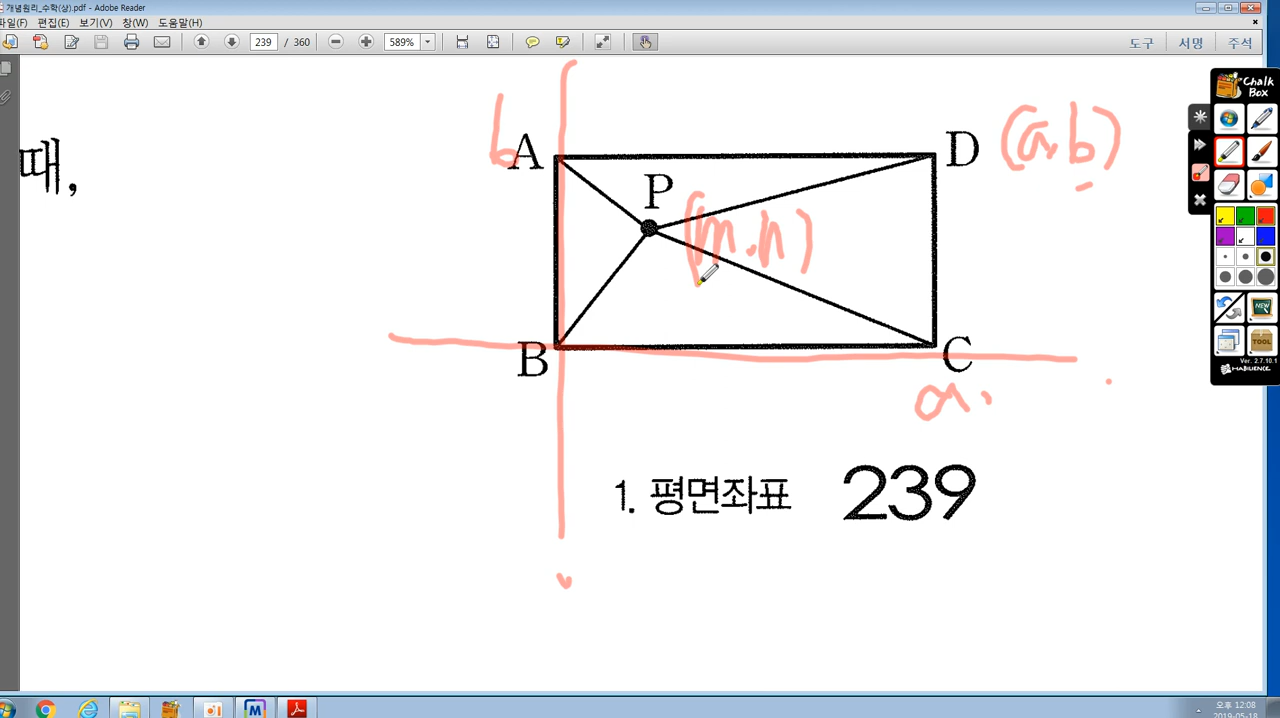 개념원리_수학(상).pdf - Adobe Reader
파일(F) 편집(E) 보기(V) 창(W) 도움말(H)
239 / 360 589% 도구 서명 주석
Chalk Box
때,
b
A
D
(a, b)
P
(m, n)
B
C
a,
1. 평면좌표 239
NEW
TOOL
Ver. 2.7.10.1
HABILIENCE
오후 12:08
2019-05-18